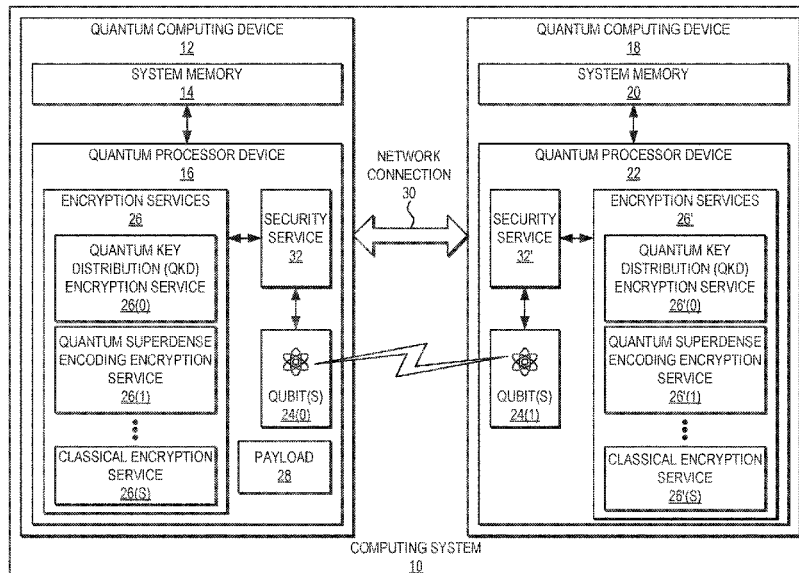 QUANTUM COMPUTING DEVICE
12
SYSTEM MEMORY
14
QUANTUM PROCESSOR DEVICE
16
ENCRYPTION SERVICES
26
QUANTUM KEY
DISTRIBUTION (QKD)
ENCRYPTION SERVICE
26(0)
QUANTUM SUPERDENSE
ENCODING ENCRYPTION
SERVICE
26(1)
CLASSICAL ENCRYPTION
SERVICE
26(S)
SECURITY
SERVICE
32
QUBIT(S)
24(0)
PAYLOAD
28
NETWORK
CONNECTION
30
QUANTUM COMPUTING DEVICE
18
SYSTEM MEMORY
20
QUANTUM PROCESSOR DEVICE
22
SECURITY
SERVICE
32'
QUBIT(S)
24(1)
ENCRYPTION SERVICES
26'
QUANTUM KEY
DISTRIBUTION (QKD)
ENCRYPTION SERVICE
26'(0)
QUANTUM SUPERDENSE
ENCODING ENCRYPTION
SERVICE
26'(1)
CLASSICAL ENCRYPTION
SERVICE
26'(S)
COMPUTING SYSTEM
10